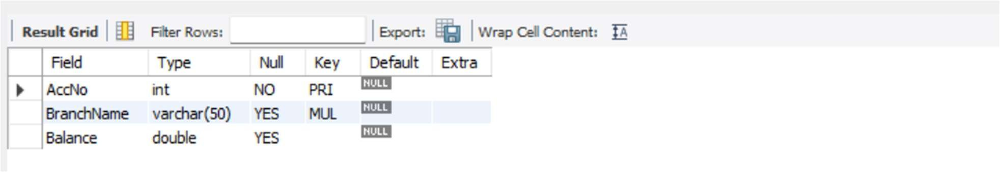 Result Grid Filter Rows: Export: Wrap Cell Content: A
Field Type Null Key Default Extra
AccNo int NO PRI NULL
BranchName varchar(50) YES MUL NULL
Balance double YES NULL